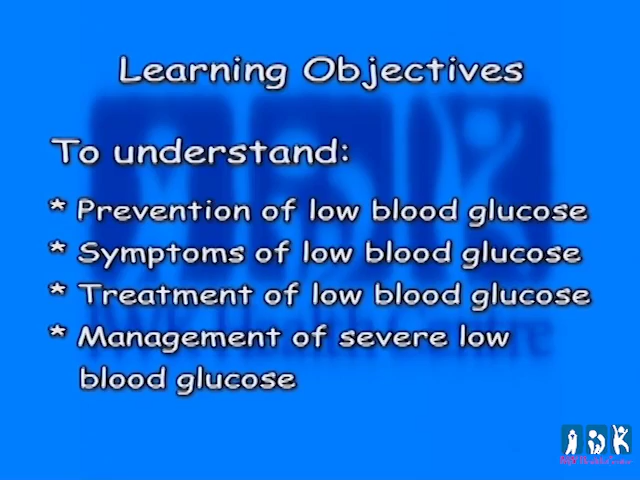 Learning Objectives
To understand:
* Prevention of low blood glucose
* Symptoms of low blood glucose
* Treatment of low blood glucose
* Management of severe low
blood glucose